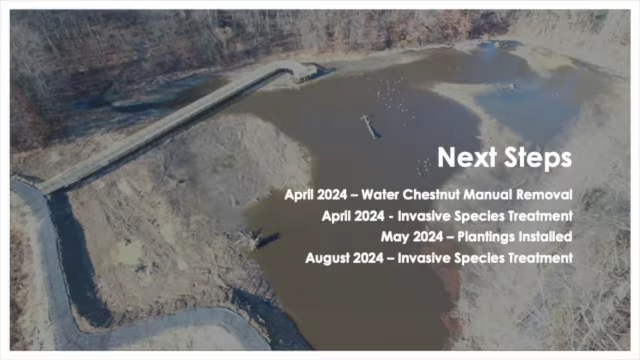 Next Steps
April 2024 – Water Chestnut Manual Removal
April 2024 - Invasive Species Treatment
May 2024 – Plantings Installed
August 2024 – Invasive Species Treatment